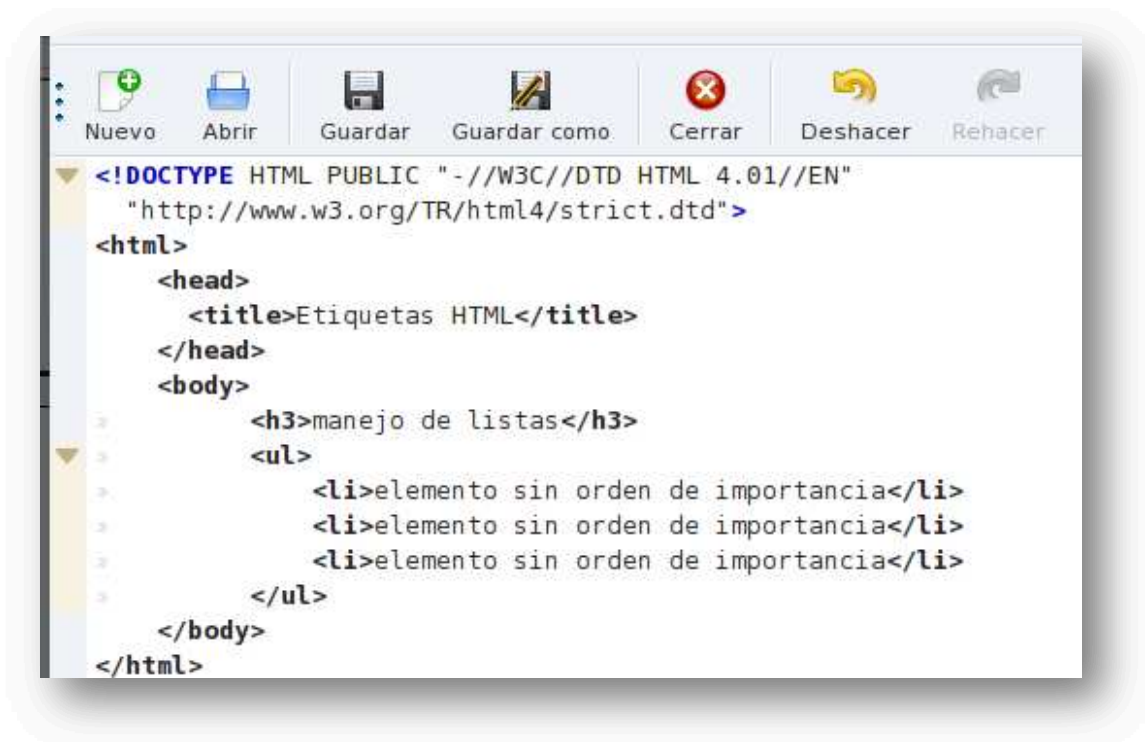 Nuevo Abrir Guardar Guardar como Cerrar Deshacer Rehacer
<!DOCTYPE HTML PUBLIC "-//W3C//DTD HTML 4.01//EN"
"http://www.w3.org/TR/html4/strict.dtd">
<html>
<head>
<title>Etiquetas HTML</title>
</head>
<body>
<h3>manejo de listas</h3>
<ul>
<li>elemento sin orden de importancia</li>
<li>elemento sin orden de importancia</li>
<li>elemento sin orden de importancia</li>
</ul>
</body>
</html>